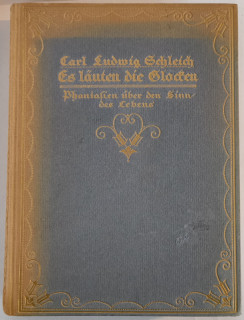 Carl Ludwig Schleich
Es läuten die Glocken
Phantasien über den Sinn
des Lebens